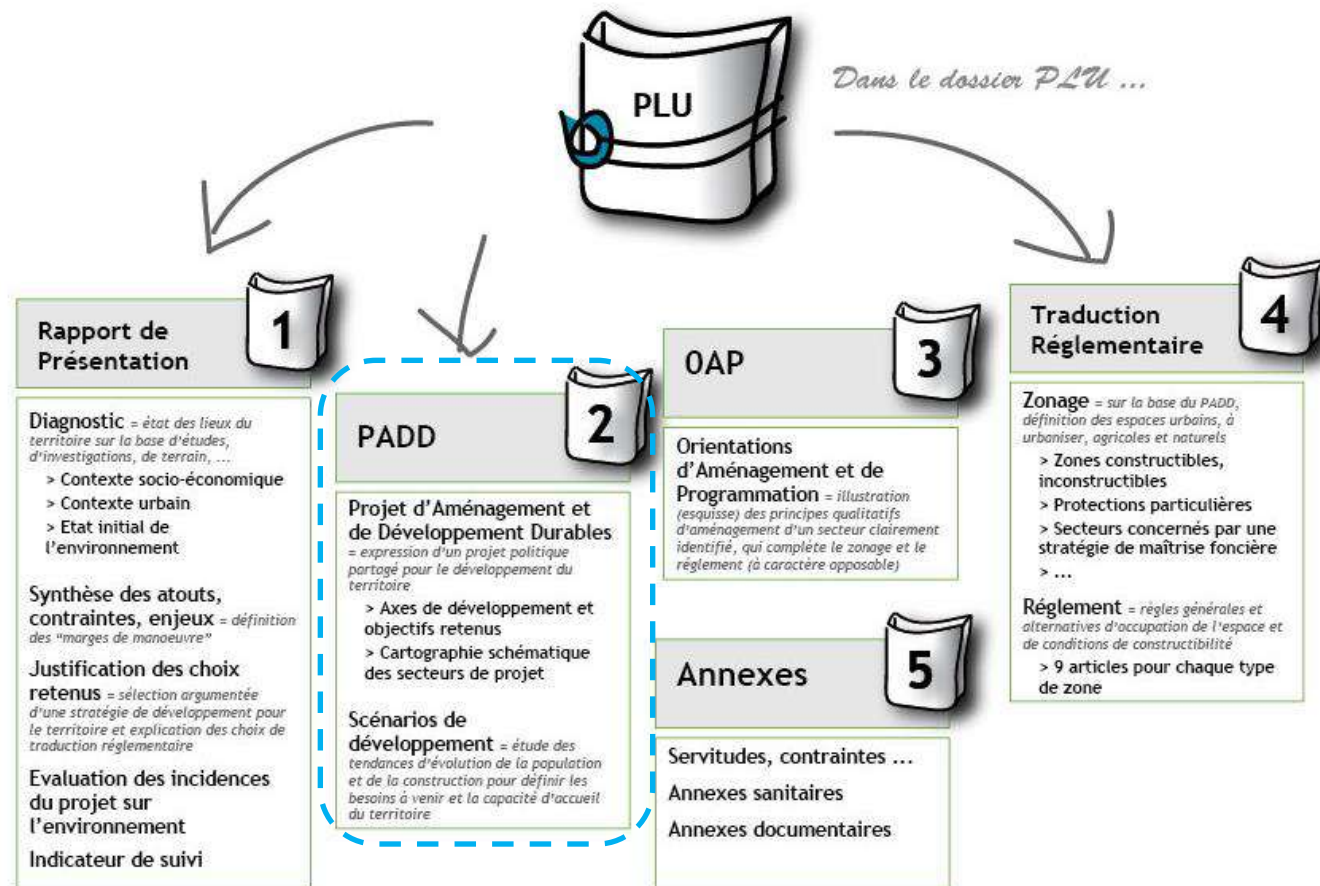 PLU
Dans le dossier PLU ...
1
Rapport de
Présentation
Diagnostic = état des lieux du
territoire sur la base d'études,
d'investigations, de terrain, ...
> Contexte socio-économique
> Contexte urbain
> Etat initial de
l'environnement
Synthèse des atouts,
contraintes, enjeux = définition
des "marges de manoeuvre"
Justification des choix
retenus = sélection argumentée
d'une stratégie de développement pour
le territoire et explication des choix de
traduction réglementaire
Evaluation des incidences
du projet sur
l'environnement
Indicateur de suivi
2
PADD
Projet d'Aménagement et
de Développement Durables
= expression d'un projet politique
partagé pour le développement du
territoire
> Axes de développement et
objectifs retenus
> Cartographie schématique
des secteurs de projet
Scénarios de
développement = étude des
tendances d'évolution de la population
et de la construction pour définir les
besoins à venir et la capacité d'accueil
du territoire
3
OAP
Orientations
d'Aménagement et de
Programmation = illustration
(esquisse) des principes qualitatifs
d'aménagement d'un secteur clairement
identifié, qui complète le zonage et le
réglement (à caractère opposable)
4
Traduction
Réglementaire
Zonage = sur la base du PADD,
définition des espaces urbains, à
urbaniser, agricoles et naturels
> Zones constructibles,
inconstructibles
> Protections particulières
> Secteurs concernés par une
stratégie de maîtrise foncière
> ...
Réglement = règles générales et
alternatives d'occupation de l'espace et
de conditions de constructibilité
> 9 articles pour chaque type
de zone
5
Annexes
Servitudes, contraintes ...
Annexes sanitaires
Annexes documentaires